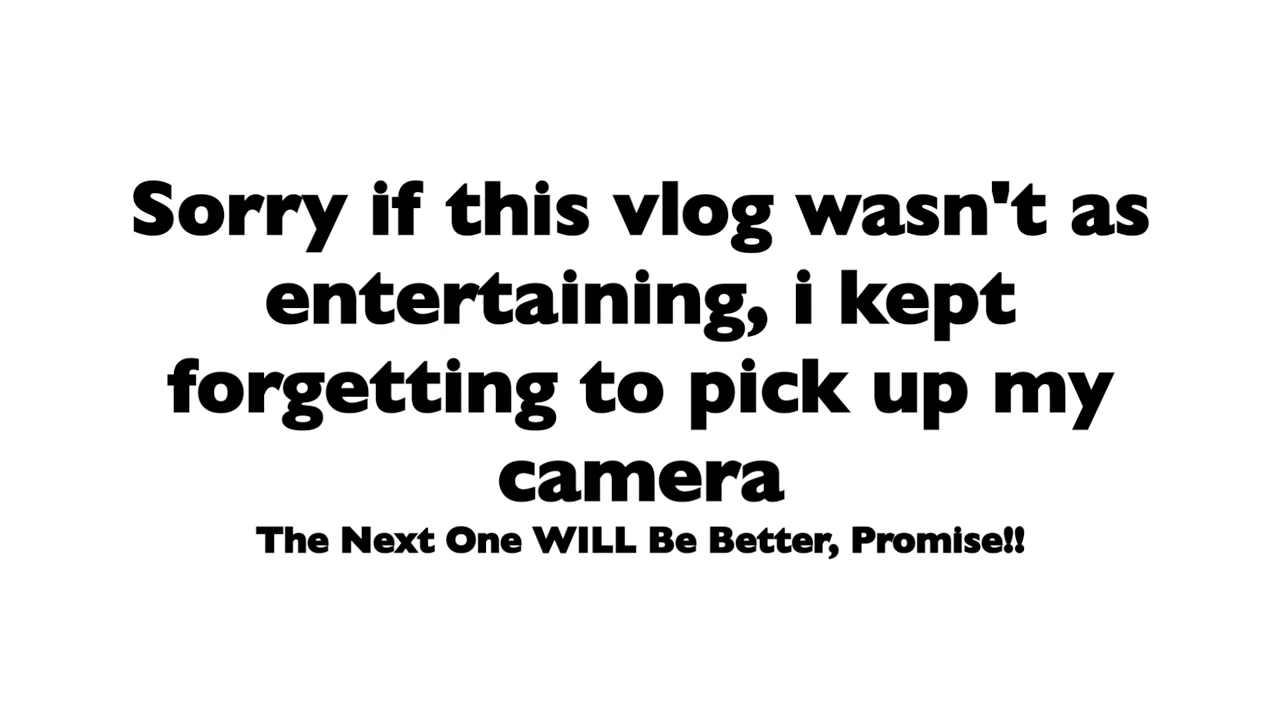 Sorry if this vlog wasn't as
entertaining, i kept
forgetting to pick up my
camera
The Next One WILL Be Better, Promise!!